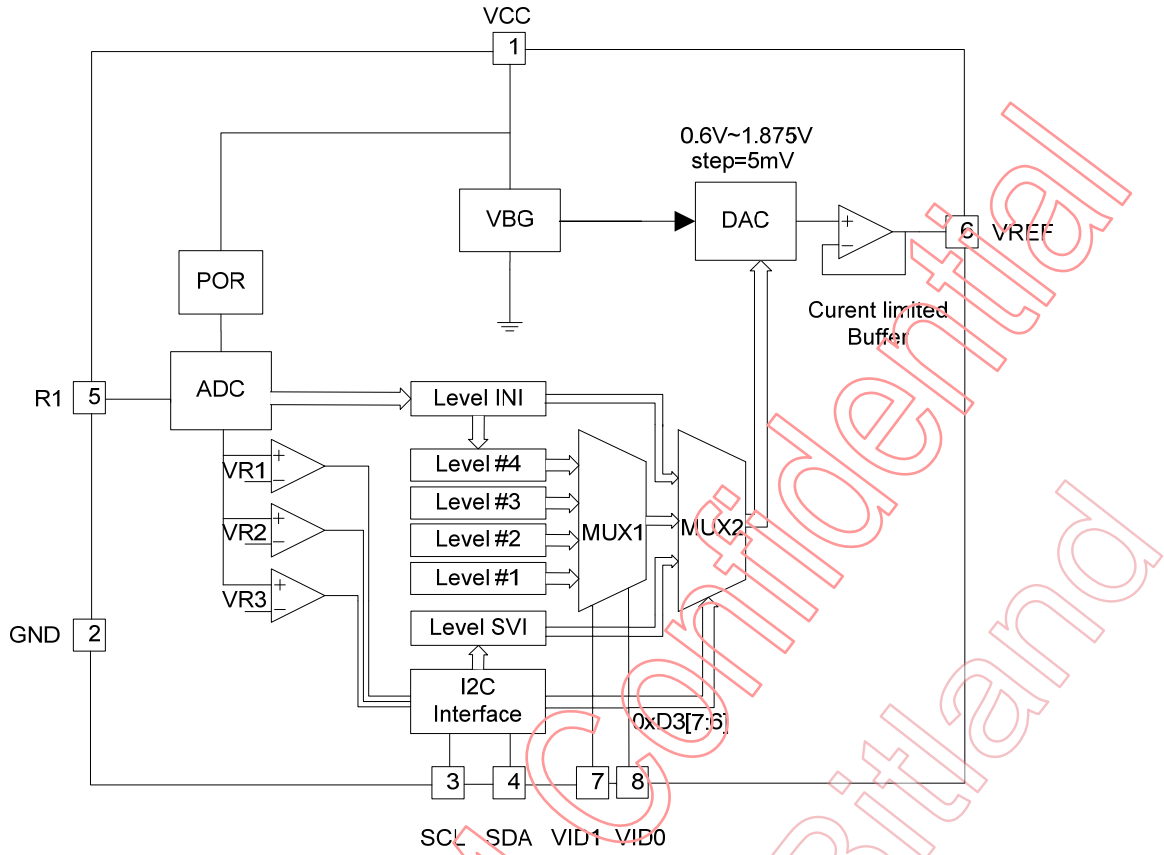 VCC
1
0.6V~1.875V
step=5mV
VBG
DAC
+
−
6
VREF
POR
Curent limited
Buffer
R1
5
ADC
Level INI
VR1
+
−
Level #4
Level #3
VR2
+
−
Level #2
MUX1
MUX2
VR3
+
−
Level #1
GND
2
Level SVI
I2C
Interface
0xD3[7:6]
3
4
7
8
SCL
SDA
VID1
VID0
Confidential
Bitland